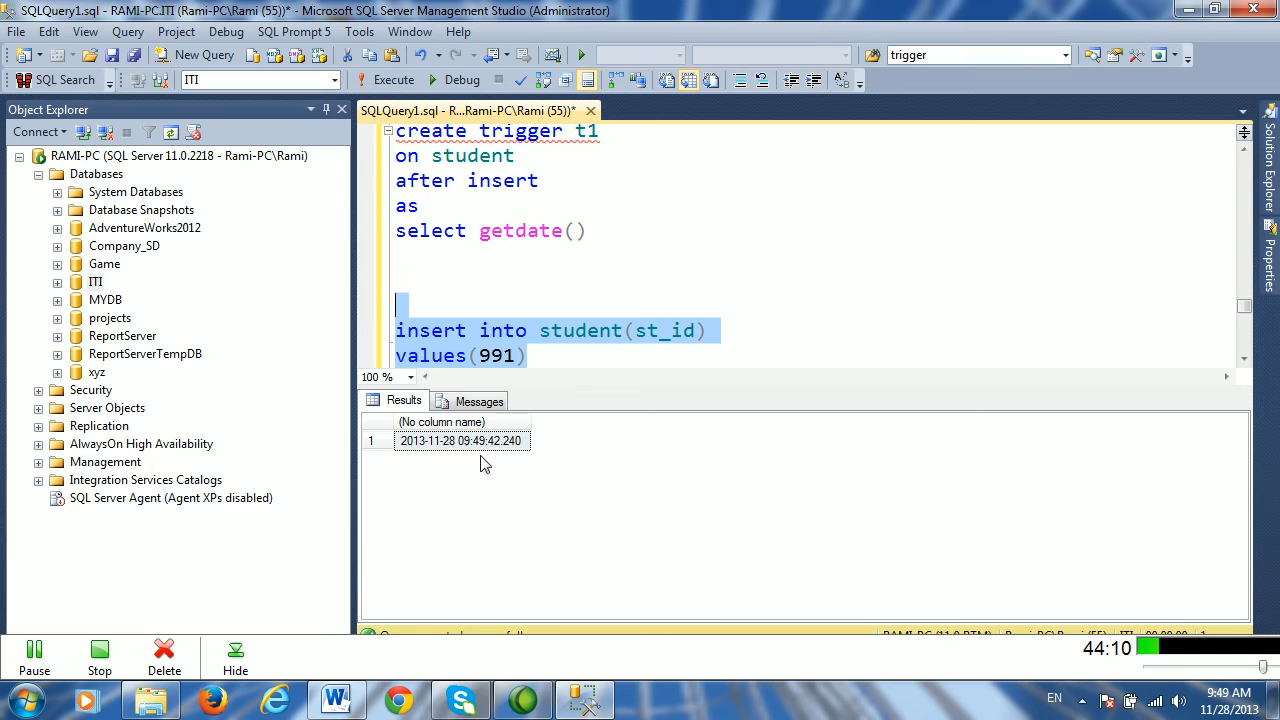 SQLQuery1.sql - RAMI-PC.ITI (Rami-PC\Rami (55))* - Microsoft SQL Server Management Studio (Administrator)
File Edit View Query Project Debug SQL Prompt 5 Tools Window Help
New Query trigger
SQL Search ITI Execute Debug
Object Explorer
Connect
RAMI-PC (SQL Server 11.0.2218 - Rami-PC\Rami)
Databases
System Databases
Database Snapshots
AdventureWorks2012
Company_SD
Game
ITI
MYDB
projects
ReportServer
ReportServerTempDB
xyz
Security
Server Objects
Replication
AlwaysOn High Availability
Management
Integration Services Catalogs
SQL Server Agent (Agent XPs disabled)
SQLQuery1.sql - R...Rami-PC\Rami (55))*
create trigger t1
on student
after insert
as
select getdate()
insert into student(st_id)
values(991)
100 %
Results Messages
(No column name)
1 2013-11-28 09:49:42.240
Solution Explorer
Properties
Pause Stop Delete Hide
44:10
EN
9:49 AM
11/28/2013